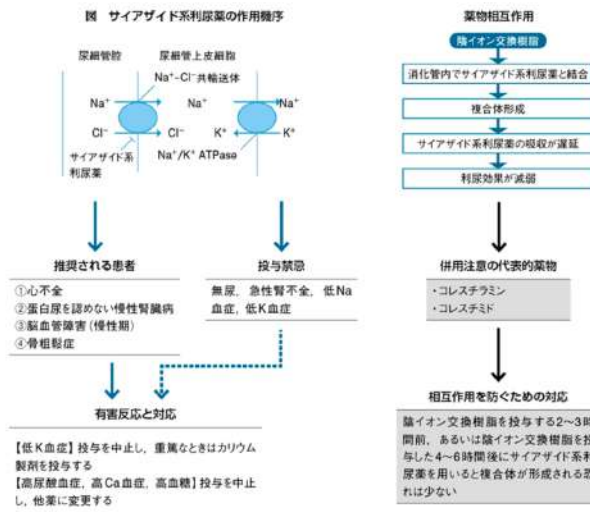 図 サイアザイド系利尿薬の作用機序
尿細管腔
尿細管上皮細胞
Na⁺-Cl⁻共輸送体
Na⁺
Na⁺
Na⁺
Cl⁻
Cl⁻
K⁺
K⁺
サイアザイド系
利尿薬
Na⁺/K⁺ ATPase
推奨される患者
①心不全
②蛋白尿を認めない慢性腎臓病
③脳血管障害(慢性期)
④骨粗鬆症
投与禁忌
無尿，急性腎不全，低Na
血症，低K血症
有害反応と対応
【低K血症】投与を中止し，重篤なときはカリウム
製剤を投与する
【高尿酸血症，高Ca血症，高血糖】投与を中止
し，他薬に変更する
薬物相互作用
陰イオン交換樹脂
消化管内でサイアザイド系利尿薬と結合
複合体形成
サイアザイド系利尿薬の吸収が遅延
利尿効果が減弱
併用注意の代表的薬物
・コレスチラミン
・コレスチミド
相互作用を防ぐための対応
陰イオン交換樹脂を投与する2〜3時
間前，あるいは陰イオン交換樹脂を投
与した4〜6時間後にサイアザイド系利
尿薬を用いると複合体が形成される恐
れは少ない